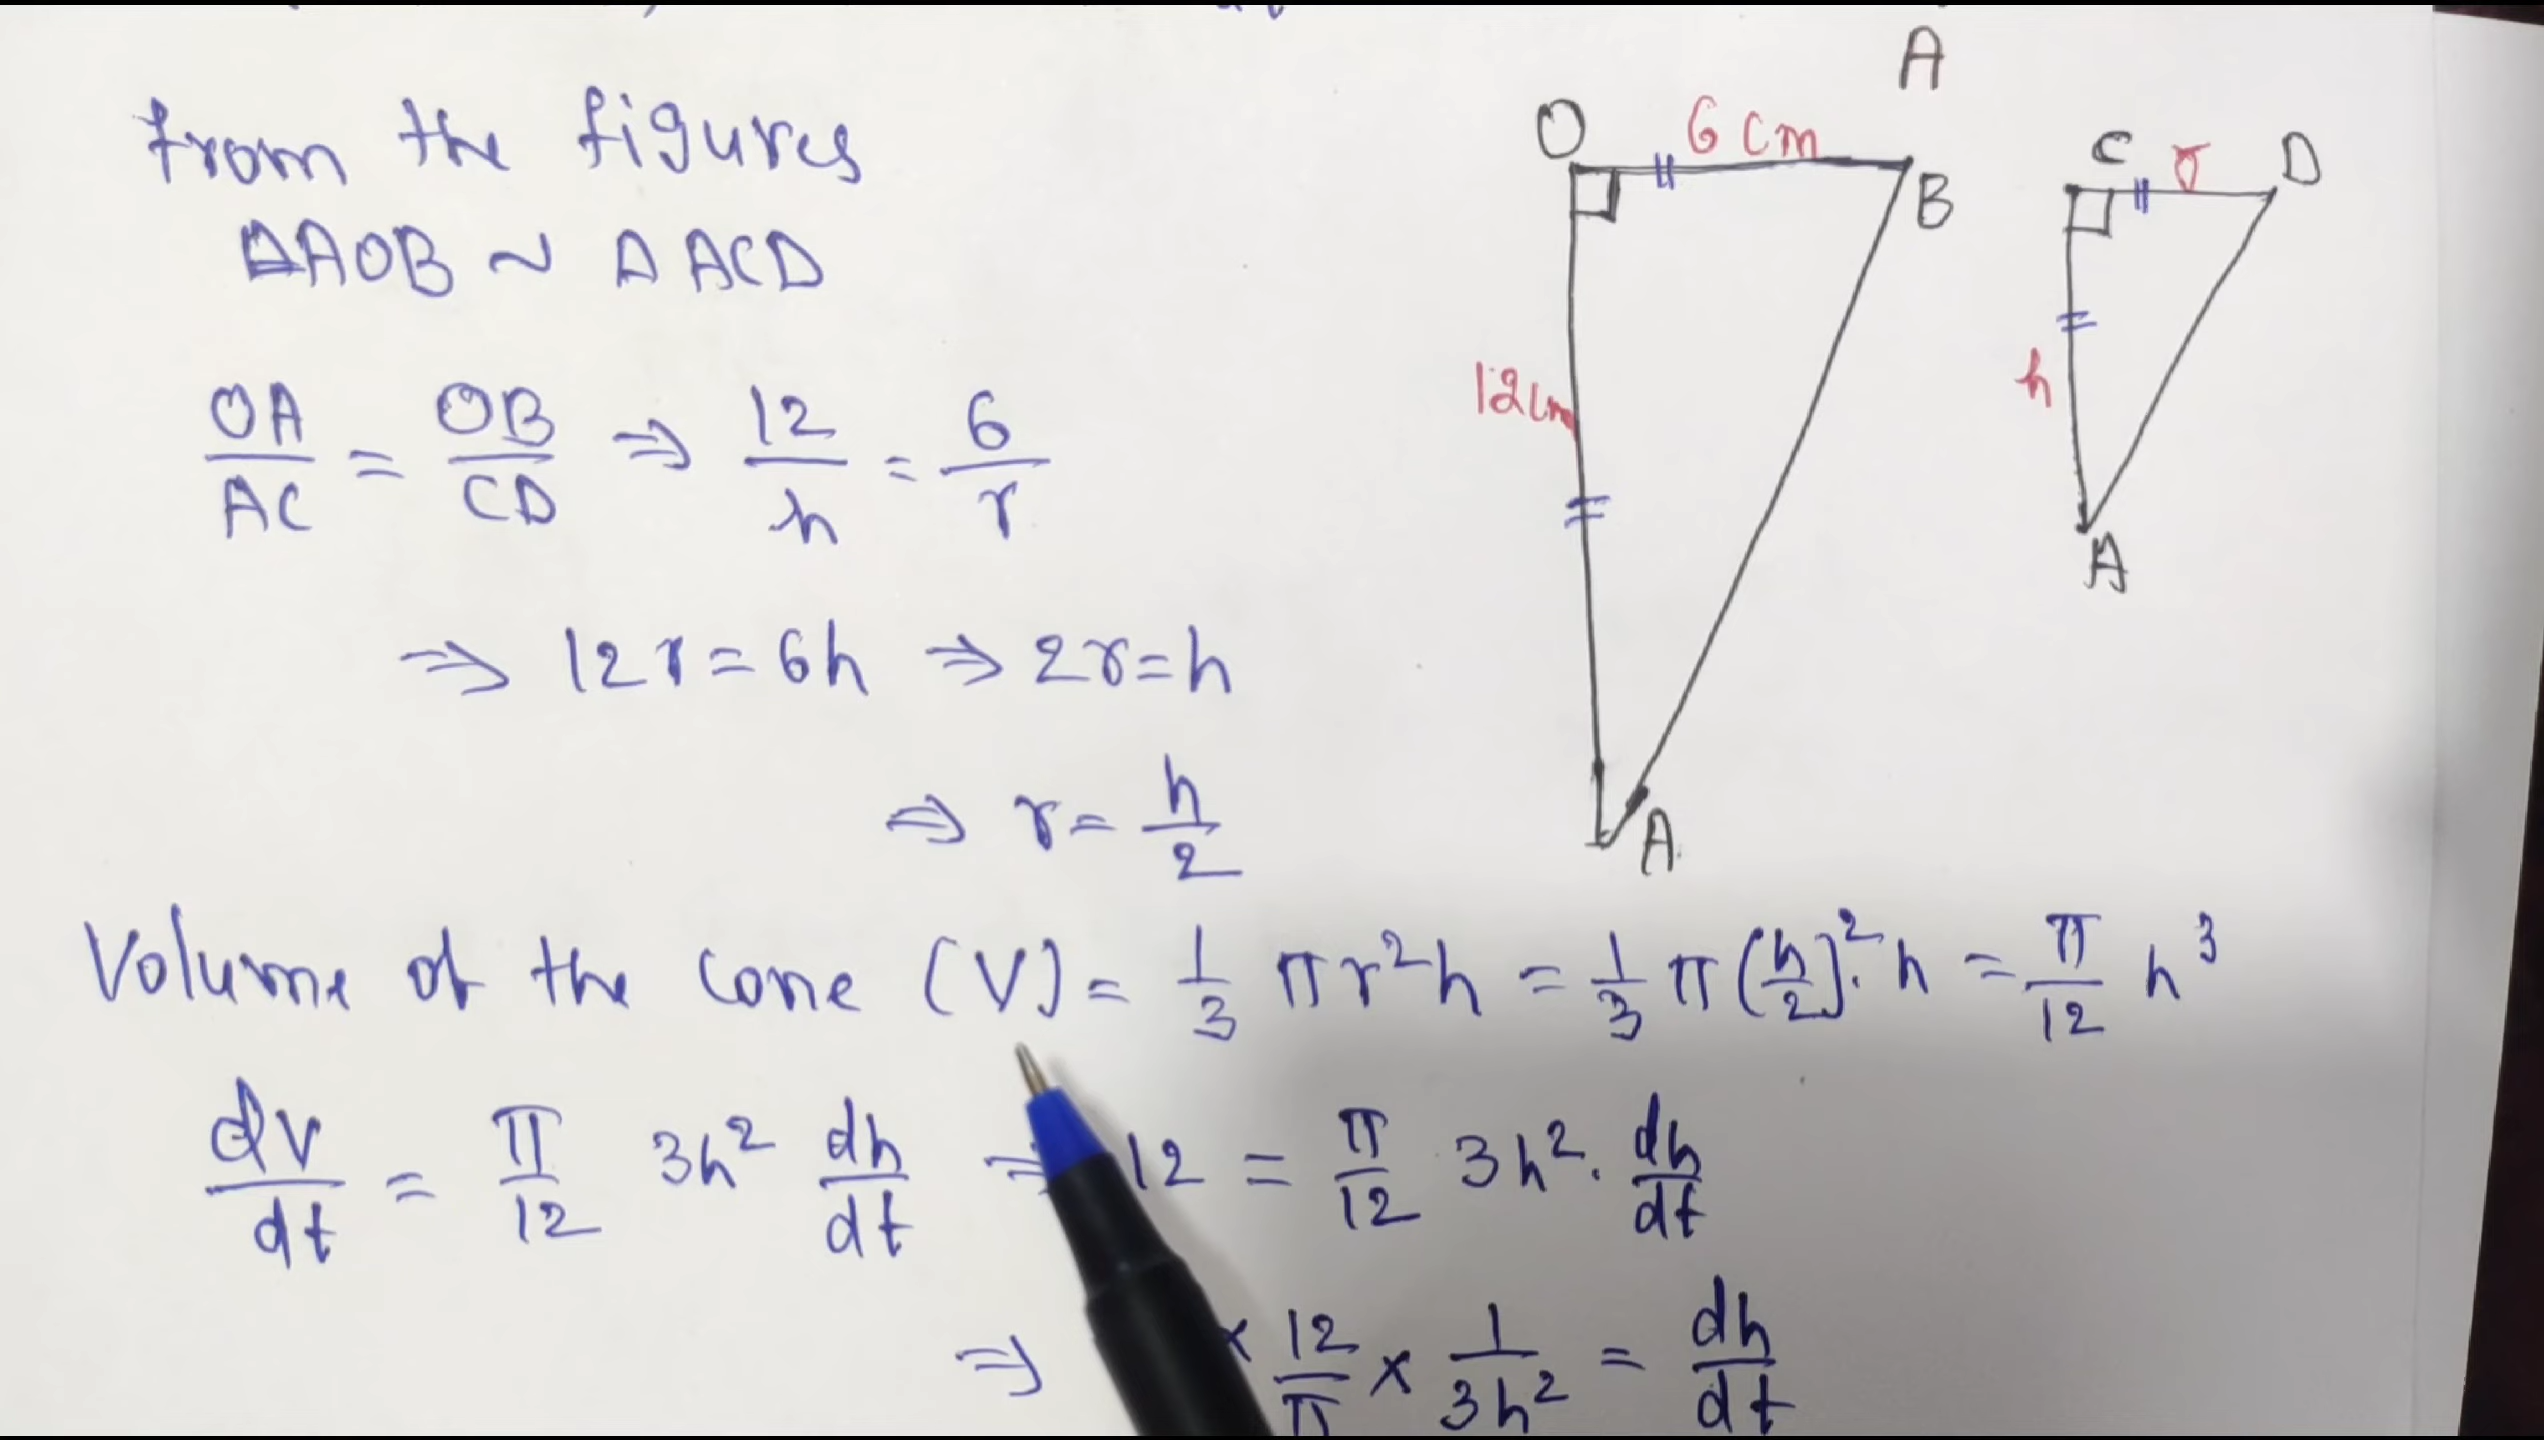 from the figures
ΔAOB ~ Δ ACD
OA/AC = OB/CD ⇒ 12/h = 6/r
⇒ 12r = 6h ⇒ 2r = h
⇒ r = h/2
Volume of the cone (V) = 1/3 πr²h = 1/3 π(h/2)².h = π/12 h³
dv/dt = π/12 3h² dh/dt ⇒ 12 = π/12 3h². dh/dt
⇒ × 12/π × 1/3h² = dh/dt
A
O 6 cm B
12cm
A
C r D
h
A